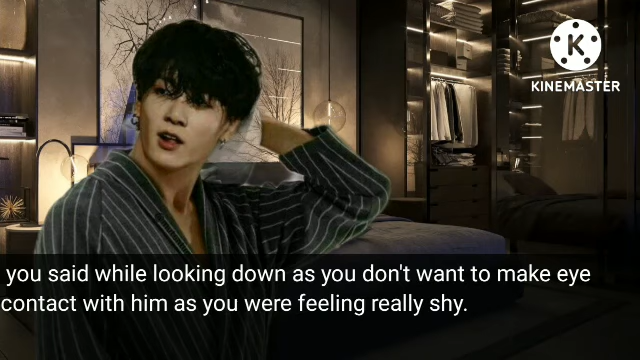 KINEMASTER
you said while looking down as you don't want to make eye
contact with him as you were feeling really shy.